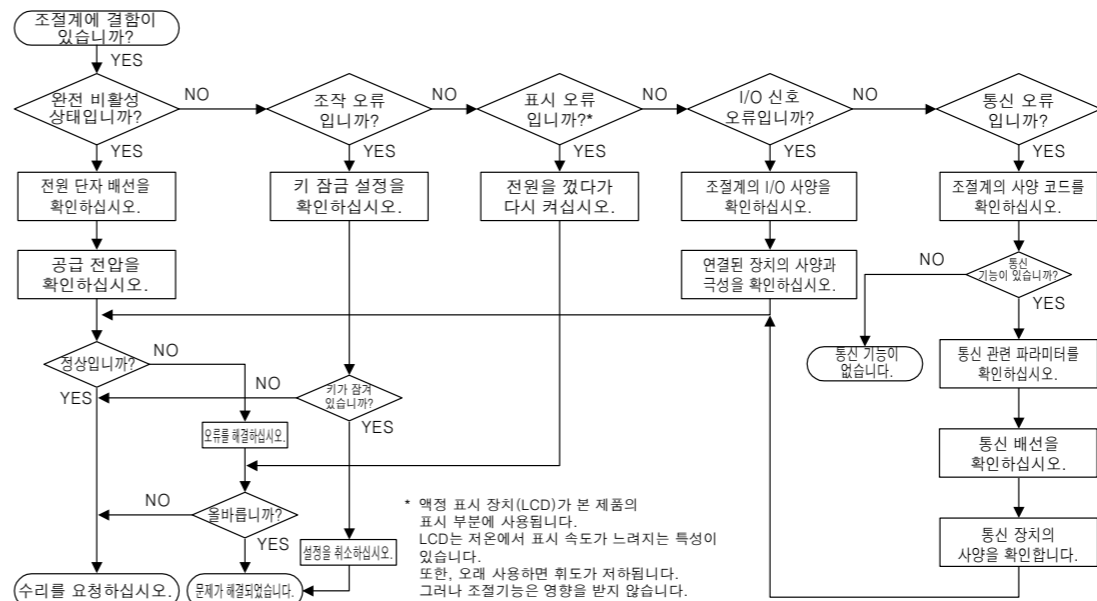 조절계에 결함이
있습니까?
YES
완전 비활성
상태입니까?
NO
조작 오류
입니까?
NO
표시 오류
입니까?*
NO
I/O 신호
오류입니까?
NO
통신 오류
입니까?
YES
YES
YES
YES
YES
전원 단자 배선을
확인하십시오.
키 잠금 설정을
확인하십시오.
전원을 껐다가
다시 켜십시오.
조절계의 I/O 사양을
확인하십시오.
조절계의 사양 코드를
확인하십시오.
공급 전압을
확인하십시오.
연결된 장치의 사양과
극성을 확인하십시오.
NO
통신
기능이 있습니까?
YES
정상입니까?
NO
YES
NO
키가 잠겨
있습니까?
YES
통신 기능이
없습니다.
통신 관련 파라미터를
확인하십시오.
오류를 해결하십시오.
통신 배선을
확인하십시오.
NO
올바릅니까?
YES
설정을 취소하십시오.
통신 장치의
사양을 확인합니다.
수리를 요청하십시오.
문제가 해결되었습니다.
* 액정 표시 장치(LCD)가 본 제품의
표시 부분에 사용됩니다.
LCD는 저온에서 표시 속도가 느려지는 특성이
있습니다.
또한, 오래 사용하면 휘도가 저하됩니다.
그러나 조절기능은 영향을 받지 않습니다.